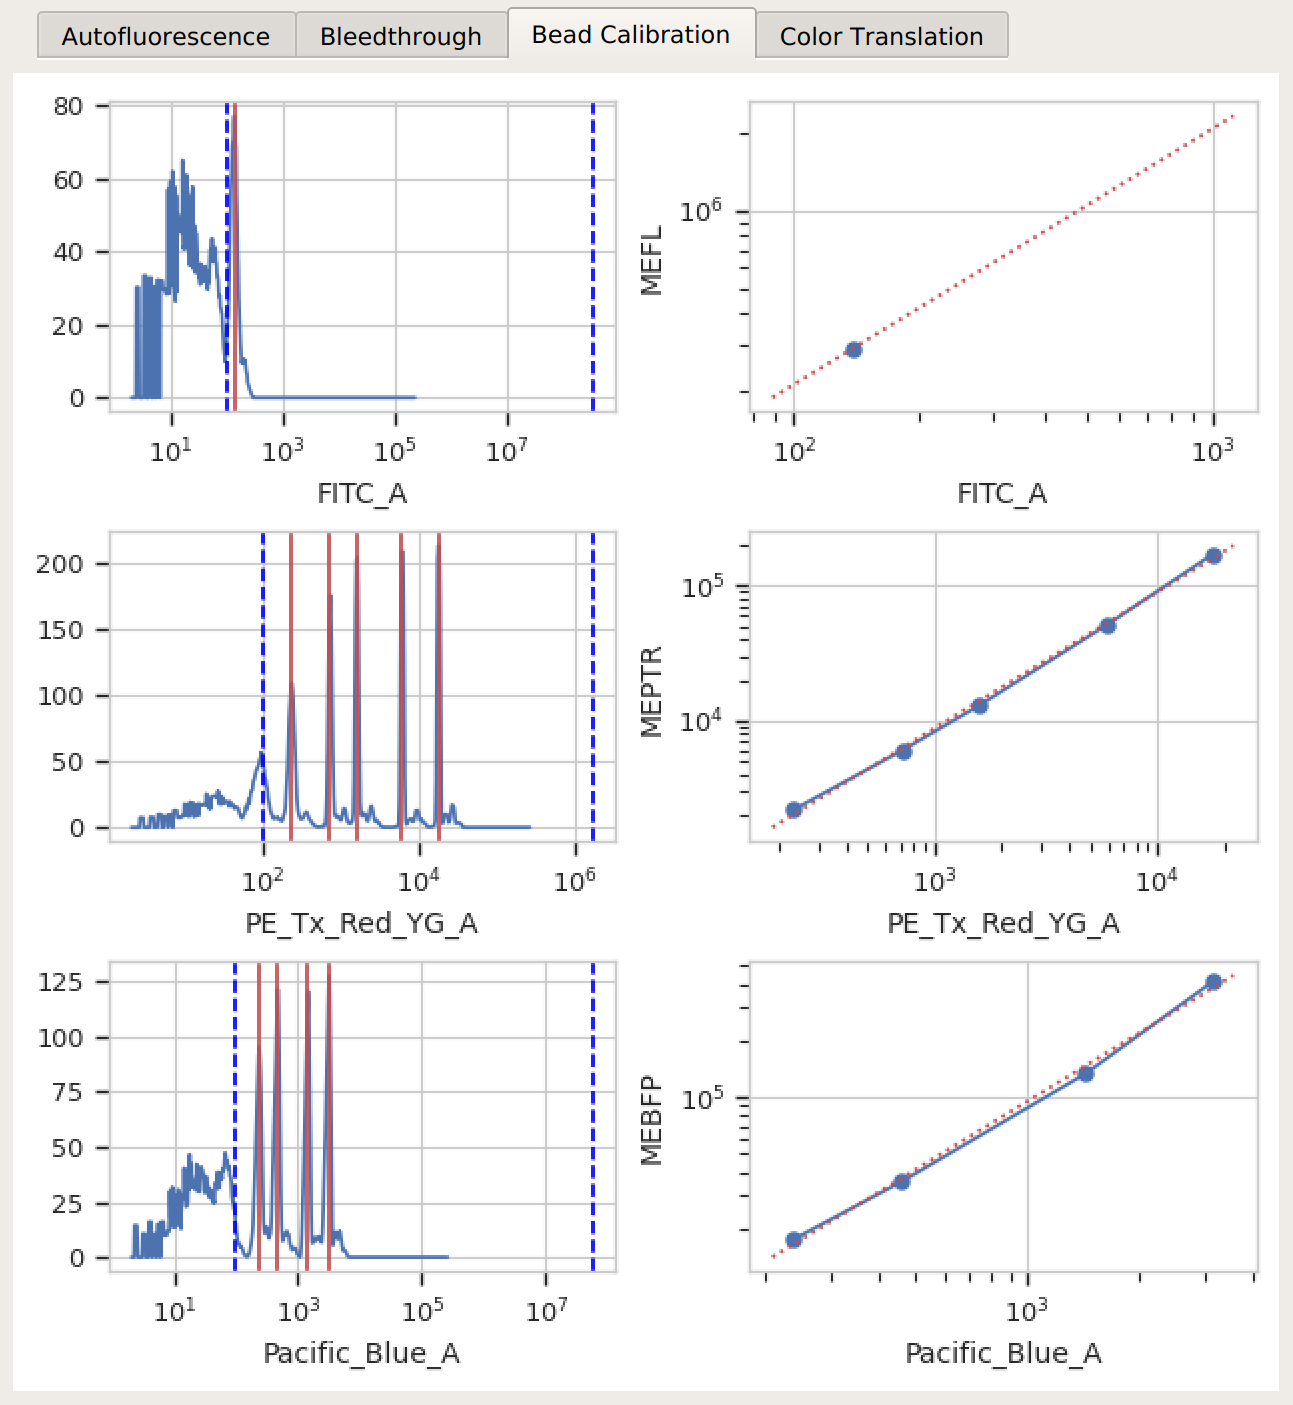 Autofluorescence Bleedthrough Bead Calibration Color Translation
80
60
40
20
0
10¹ 10³ 10⁵ 10⁷
FITC_A
MEFL
10⁶
10² 10³
FITC_A
200
150
100
50
0
10² 10⁴ 10⁶
PE_Tx_Red_YG_A
MEPTR
10⁵
10⁴
10³ 10⁴
PE_Tx_Red_YG_A
125
100
75
50
25
0
10¹ 10³ 10⁵ 10⁷
Pacific_Blue_A
MEBFP
10⁵
10³
Pacific_Blue_A